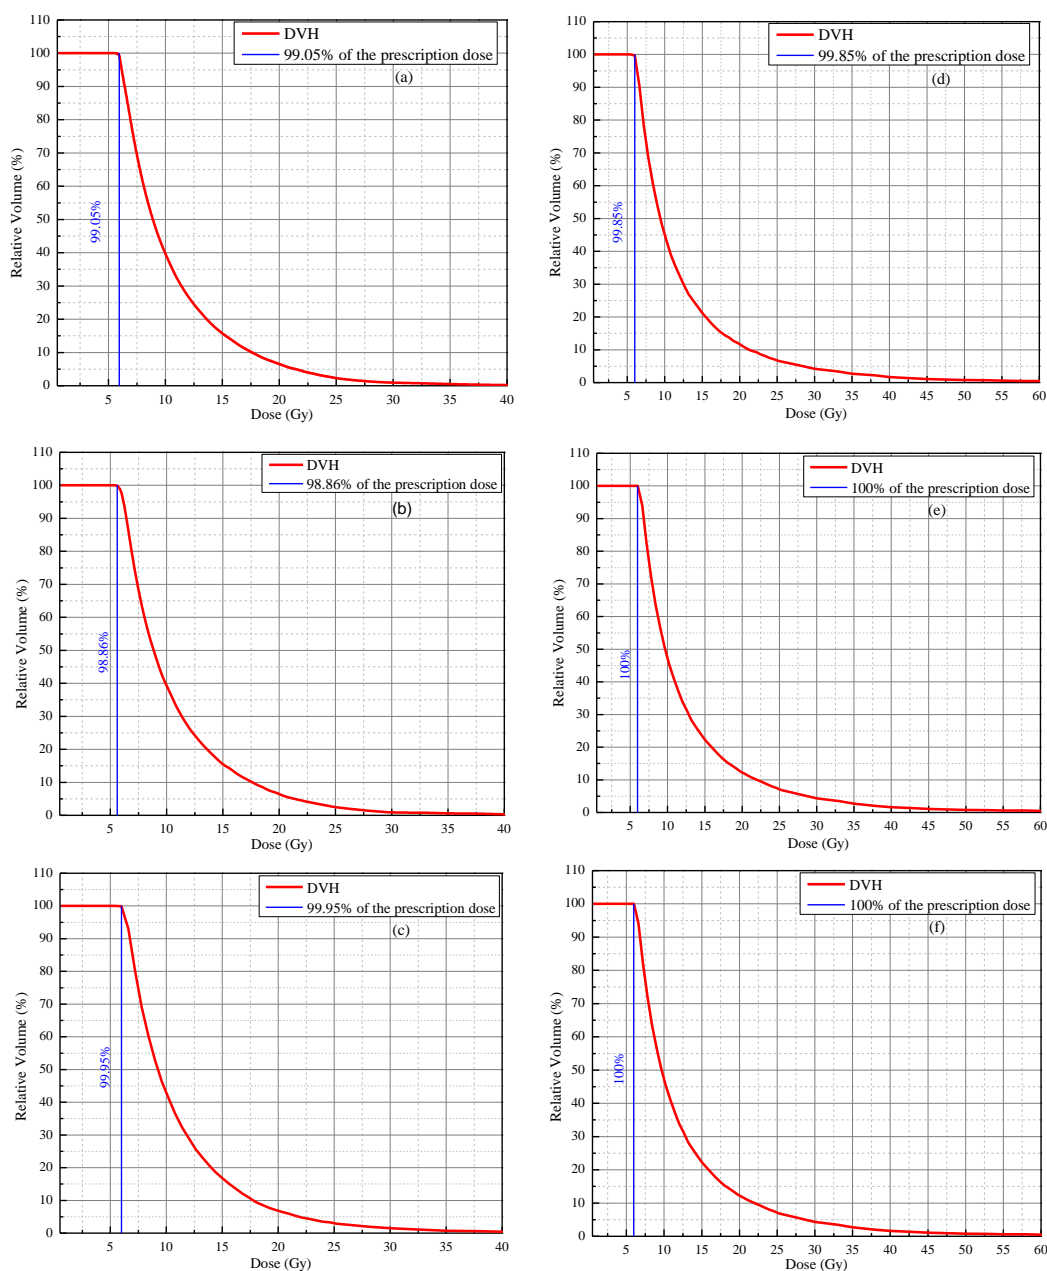 DVH
99.05% of the prescription dose
(a)
110
100
90
80
70
60
50
40
30
20
10
0
Relative Volume (%)
99.05%
5 10 15 20 25 30 35 40
Dose (Gy)
DVH
99.85% of the prescription dose
(d)
110
100
90
80
70
60
50
40
30
20
10
0
Relative Volume (%)
99.85%
5 10 15 20 25 30 35 40 45 50 55 60
Dose (Gy)
DVH
98.86% of the prescription dose
(b)
110
100
90
80
70
60
50
40
30
20
10
0
Relative Volume (%)
98.86%
5 10 15 20 25 30 35 40
Dose (Gy)
DVH
100% of the prescription dose
(e)
110
100
90
80
70
60
50
40
30
20
10
0
Relative Volume (%)
100%
5 10 15 20 25 30 35 40 45 50 55 60
Dose (Gy)
DVH
99.95% of the prescription dose
(c)
110
100
90
80
70
60
50
40
30
20
10
0
Relative Volume (%)
99.95%
5 10 15 20 25 30 35 40
Dose (Gy)
DVH
100% of the prescription dose
(f)
110
100
90
80
70
60
50
40
30
20
10
0
Relative Volume (%)
100%
5 10 15 20 25 30 35 40 45 50 55 60
Dose (Gy)